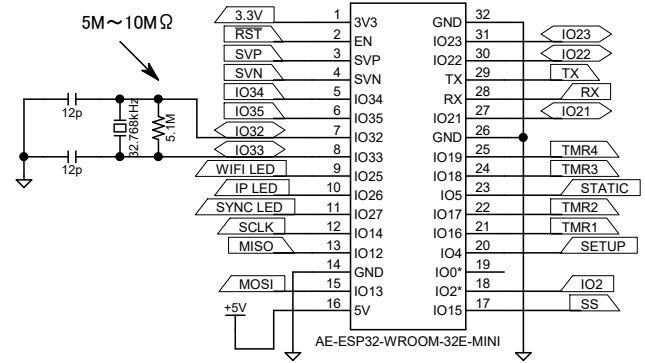 5M～10MΩ
12p
12p
32.768kHz
5.1M
3.3V 1 3V3
RST 2 EN
SVP 3 SVP
SVN 4 SVN
IO34 5 IO34
IO35 6 IO35
IO32 7 IO32
IO33 8 IO33
WIFI LED 9 IO25
IP LED 10 IO26
SYNC LED 11 IO27
SCLK 12 IO14
MISO 13 IO12
14 GND
MOSI 15 IO13
+5V 16 5V
GND 32
IO23 31 IO23
IO22 30 IO22
TX 29 TX
RX 28 RX
IO21 27 IO21
GND 26
IO19 25 TMR4
IO18 24 TMR3
IO5 23 STATIC
IO17 22 TMR2
IO16 21 TMR1
IO4 20 SETUP
IO0* 19
IO2* 18 IO2
IO15 17 SS
AE-ESP32-WROOM-32E-MINI